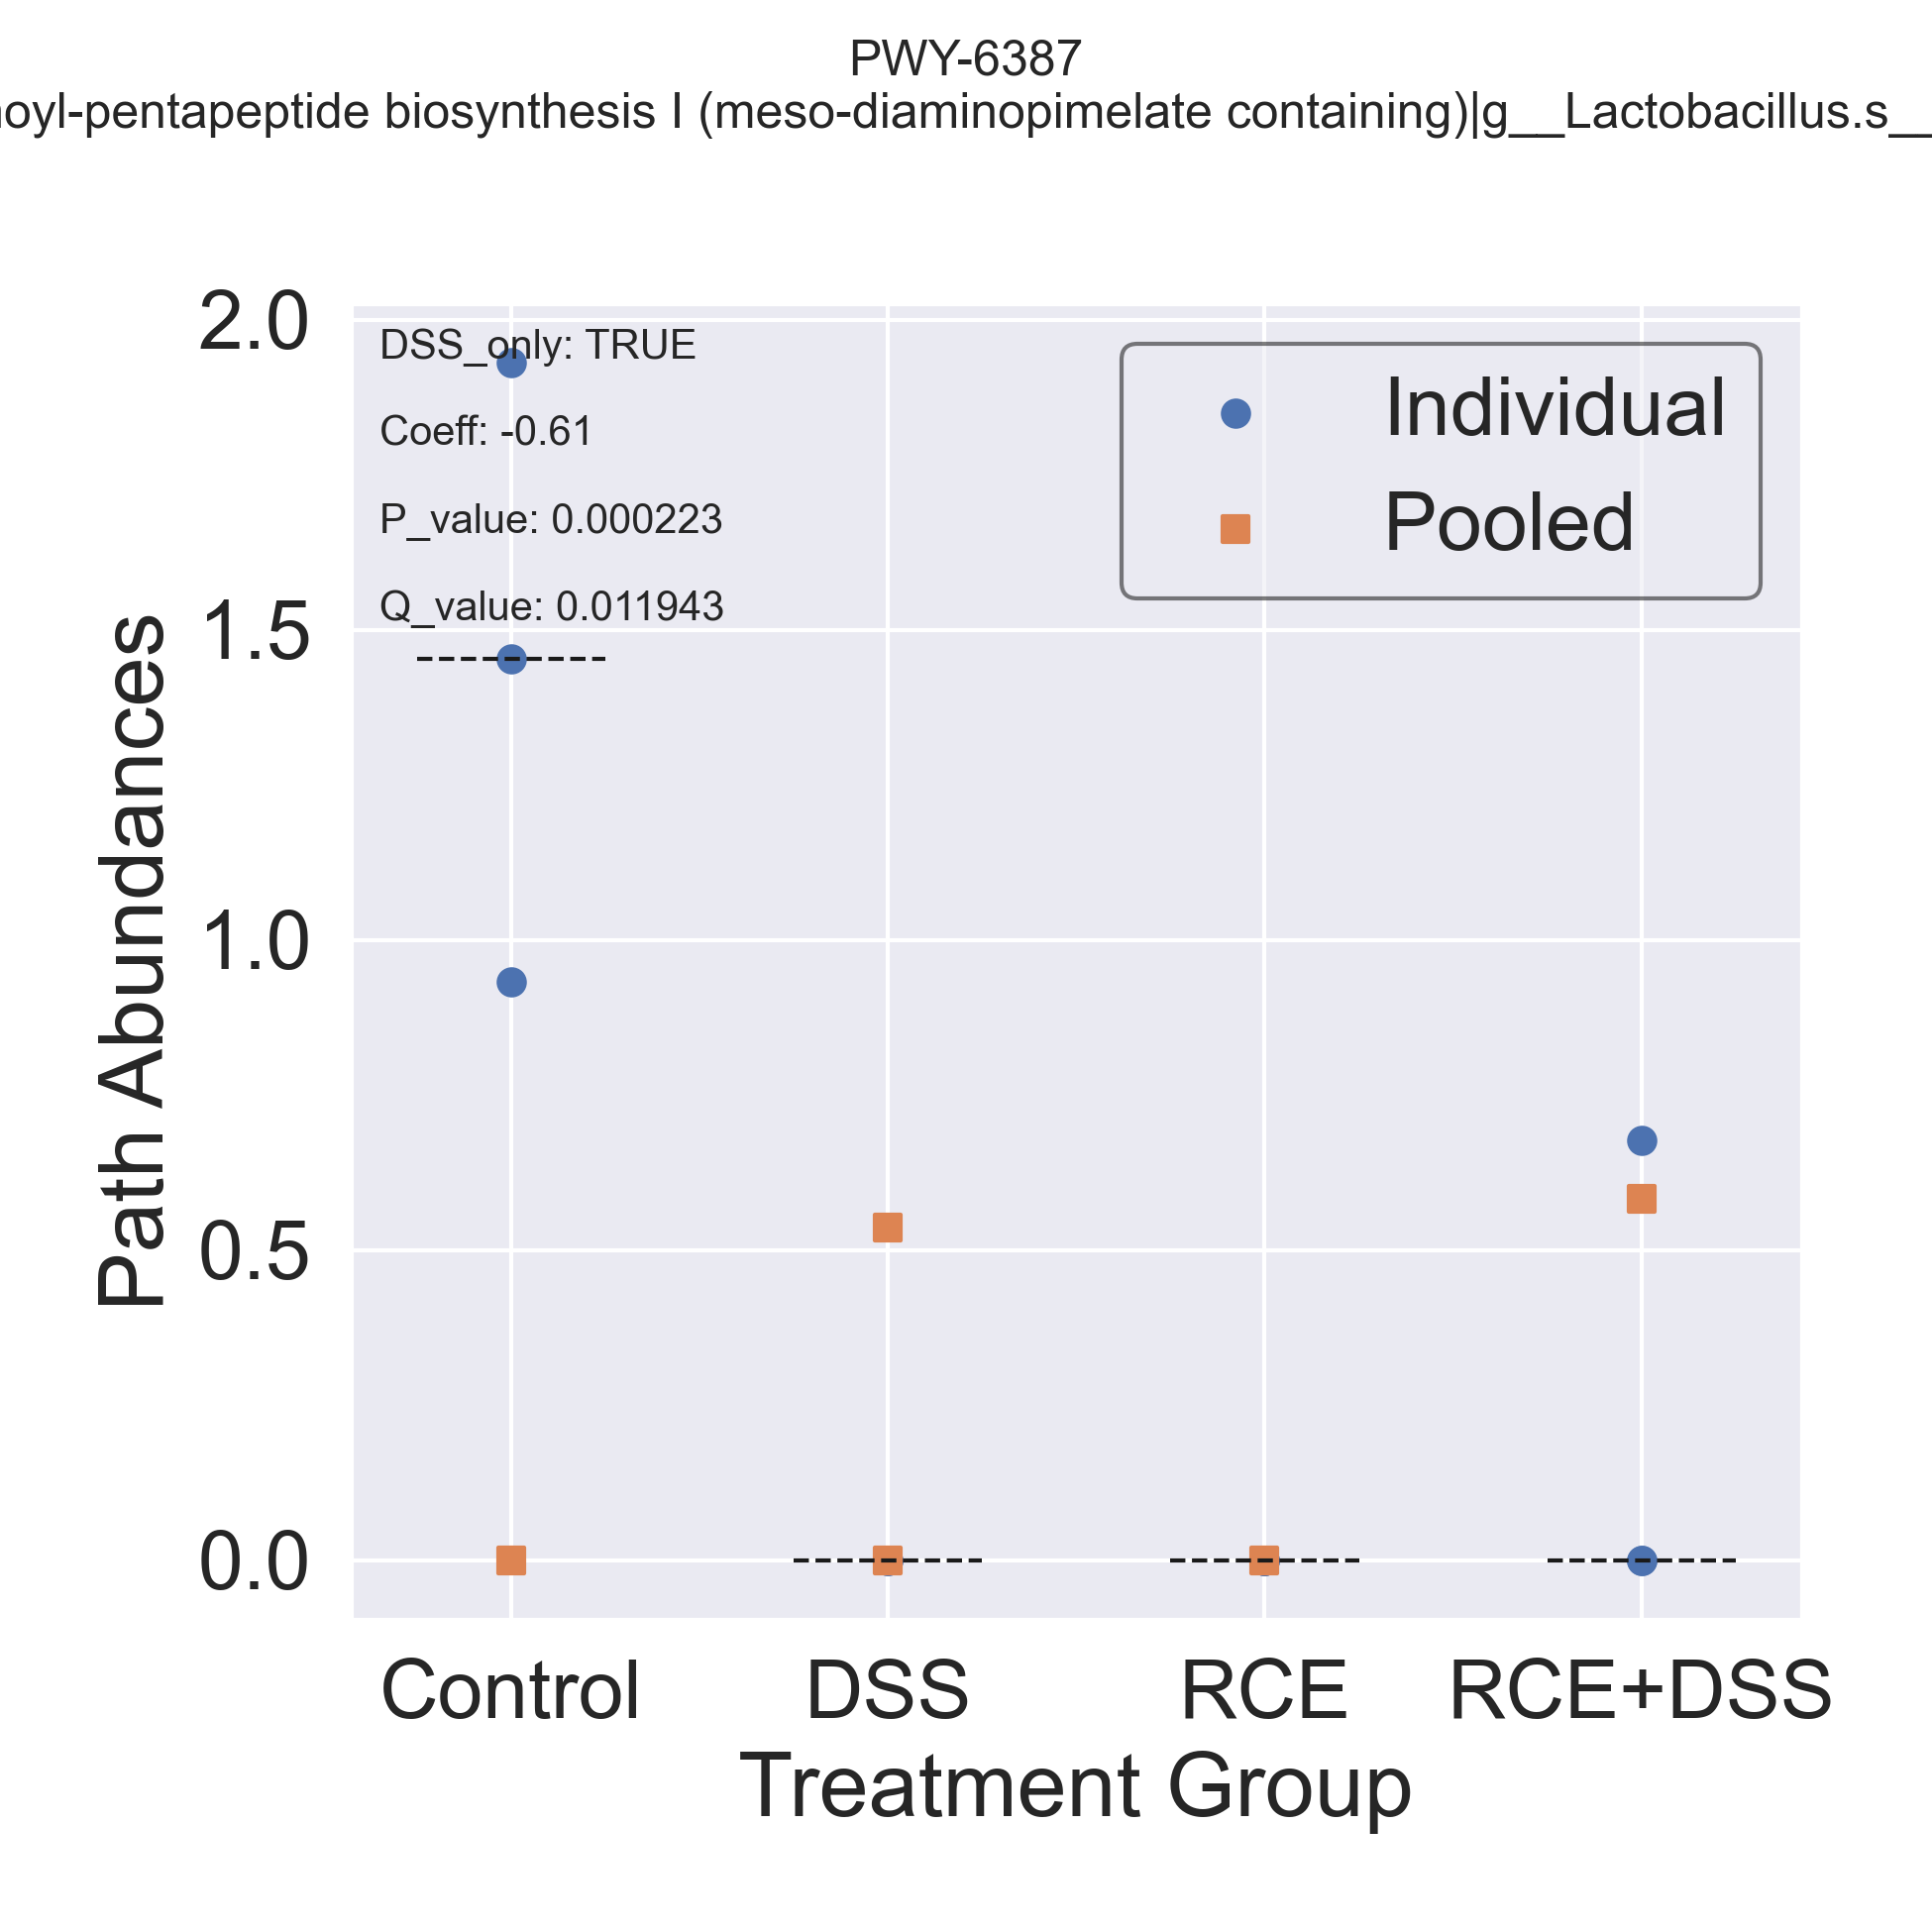 PWY-6387
oyl-pentapeptide biosynthesis I (meso-diaminopimelate containing)|g__Lactobacillus.s__
2.0
1.5
1.0
0.5
0.0
Path Abundances
DSS_only: TRUE
Coeff: -0.61
P_value: 0.000223
Q_value: 0.011943
Individual
Pooled
Control
DSS
RCE
RCE+DSS
Treatment Group